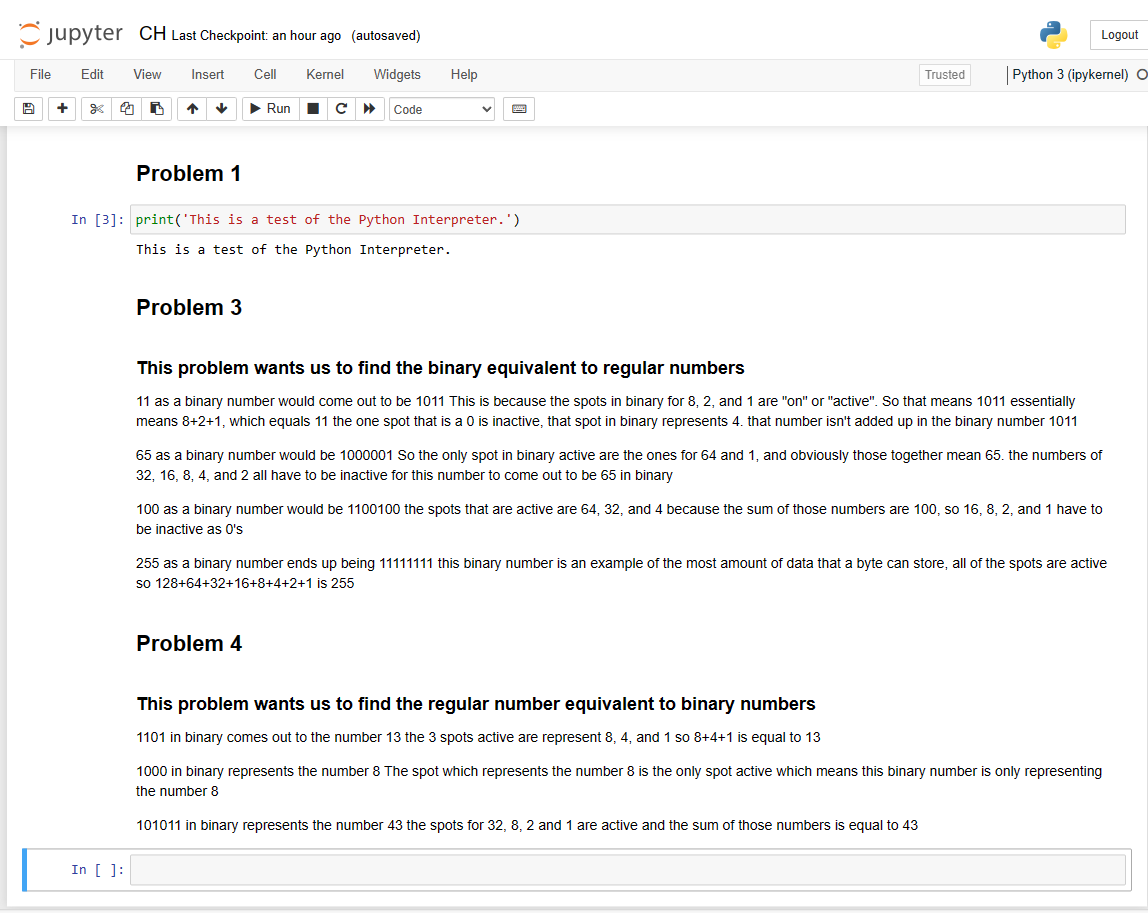 jupyter CH Last Checkpoint: an hour ago (autosaved) Logout
File Edit View Insert Cell Kernel Widgets Help Trusted Python 3 (ipykernel)
Run Code
Problem 1
In [3]: print('This is a test of the Python Interpreter.')
This is a test of the Python Interpreter.
Problem 3
This problem wants us to find the binary equivalent to regular numbers
11 as a binary number would come out to be 1011 This is because the spots in binary for 8, 2, and 1 are "on" or "active". So that means 1011 essentially
means 8+2+1, which equals 11 the one spot that is a 0 is inactive, that spot in binary represents 4. that number isn't added up in the binary number 1011
65 as a binary number would be 1000001 So the only spot in binary active are the ones for 64 and 1, and obviously those together mean 65. the numbers of
32, 16, 8, 4, and 2 all have to be inactive for this number to come out to be 65 in binary
100 as a binary number would be 1100100 the spots that are active are 64, 32, and 4 because the sum of those numbers are 100, so 16, 8, 2, and 1 have to
be inactive as 0's
255 as a binary number ends up being 11111111 this binary number is an example of the most amount of data that a byte can store, all of the spots are active
so 128+64+32+16+8+4+2+1 is 255
Problem 4
This problem wants us to find the regular number equivalent to binary numbers
1101 in binary comes out to the number 13 the 3 spots active are represent 8, 4, and 1 so 8+4+1 is equal to 13
1000 in binary represents the number 8 The spot which represents the number 8 is the only spot active which means this binary number is only representing
the number 8
101011 in binary represents the number 43 the spots for 32, 8, 2 and 1 are active and the sum of those numbers is equal to 43
In [ ]: